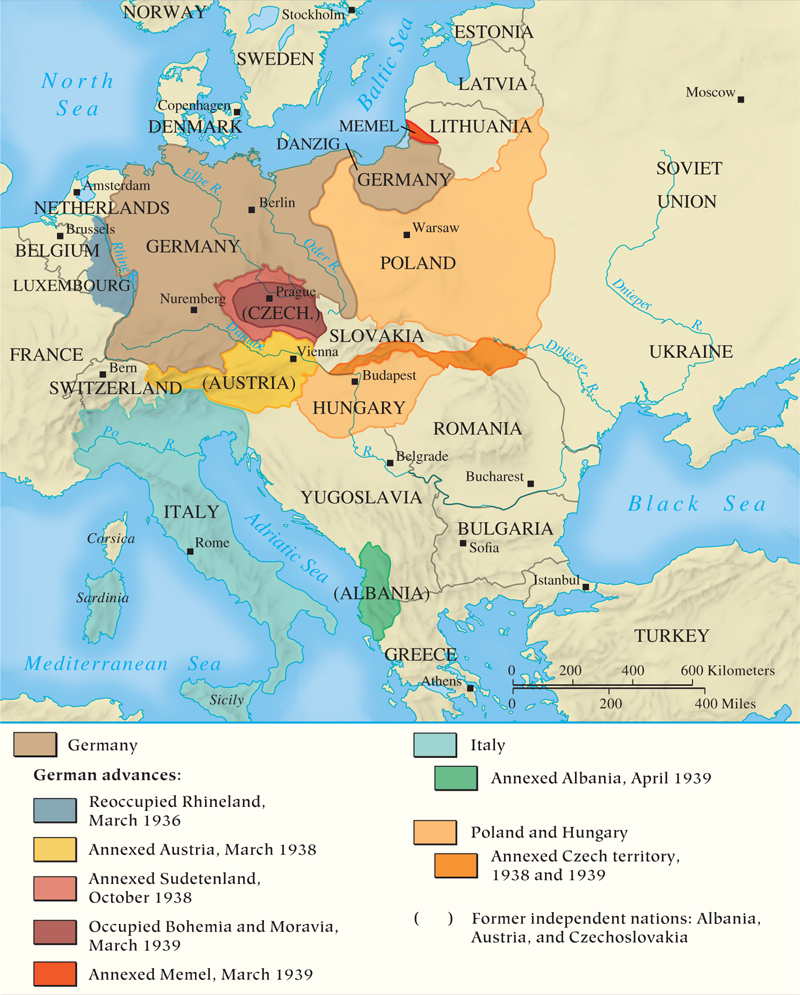 NORWAY
Stockholm
ESTONIA
SWEDEN
Baltic Sea
North
Sea
LATVIA
Moscow
Copenhagen
DENMARK
MEMEL
LITHUANIA
DANZIG
SOVIET
UNION
Amsterdam
Elbe R.
GERMANY
NETHERLANDS
Berlin
Brussels
Warsaw
BELGIUM
Rhine R.
GERMANY
Oder R.
POLAND
LUXEMBOURG
Nuremberg
Prague
(CZECH.)
Dnieper R.
Danube
SLOVAKIA
Dniester R.
FRANCE
Vienna
UKRAINE
Bern
SWITZERLAND
(AUSTRIA)
Budapest
HUNGARY
Po R.
ROMANIA
R.
Belgrade
Bucharest
YUGOSLAVIA
Black Sea
ITALY
Adriatic Sea
BULGARIA
Corsica
Rome
Sofia
Istanbul
Sardinia
(ALBANIA)
TURKEY
Mediterranean Sea
GREECE
0 200 400 600 Kilometers
Athens
0 200 400 Miles
Sicily
Germany
German advances:
Reoccupied Rhineland,
March 1936
Annexed Austria, March 1938
Annexed Sudetenland,
October 1938
Occupied Bohemia and Moravia,
March 1939
Annexed Memel, March 1939
Italy
Annexed Albania, April 1939
Poland and Hungary
Annexed Czech territory,
1938 and 1939
( ) Former independent nations: Albania,
Austria, and Czechoslovakia